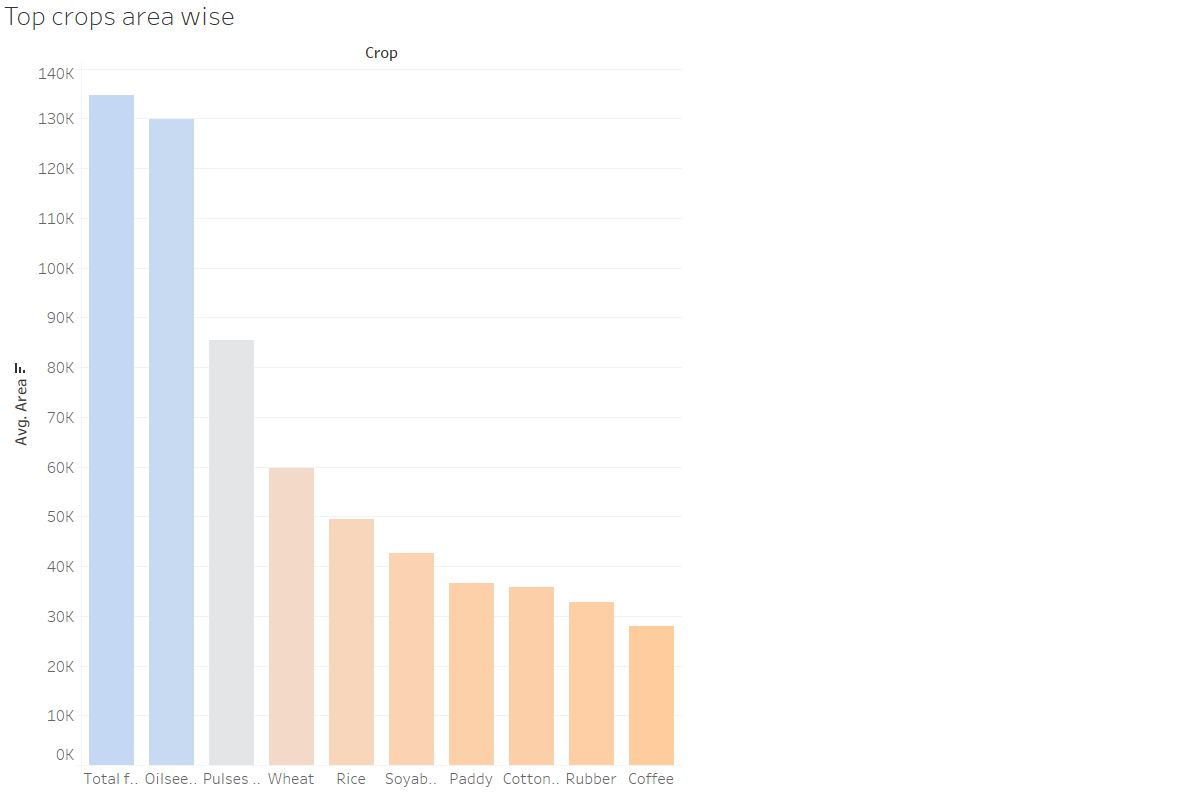 Top crops area wise
Crop
140K
130K
120K
110K
100K
90K
80K
70K
60K
50K
40K
30K
20K
10K
0K
Avg. Area
Total f.. Oilsee.. Pulses .. Wheat Rice Soyab.. Paddy Cotton.. Rubber Coffee